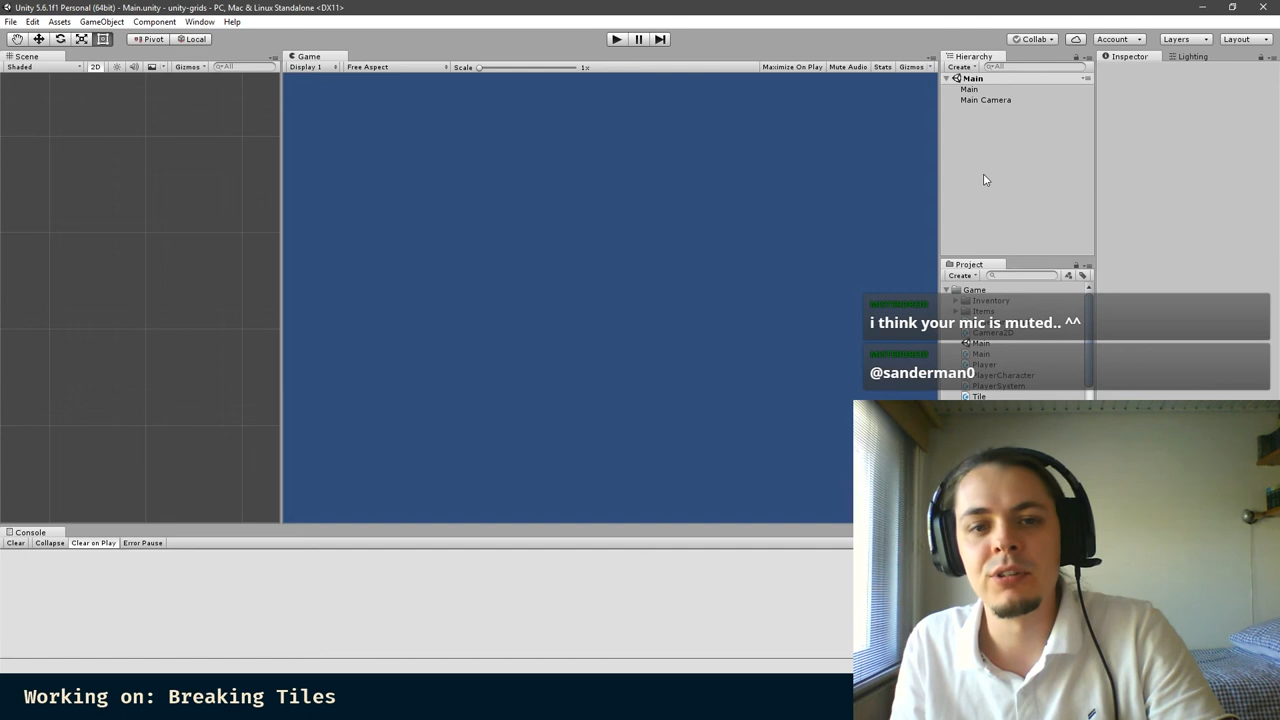 Unity 5.6.1f1 Personal (64bit) - Main.unity - unity-grids - PC, Mac & Linux Standalone <DX11>
File Edit Assets GameObject Component Window Help
Pivot Local Collab Account Layers Layout
Scene Game Hierarchy Inspector Lighting
Shaded 2D Gizmos All Display 1 Free Aspect Scale 1x Maximize On Play Mute Audio Stats Gizmos Create All
Main
Main
Main Camera
Project
Create
Game
Inventory
Items
i think your mic is muted.. ^^
Camera2D
Main
Main
Player
@sanderman0
PlayerCharacter
PlayerSystem
Tile
Console
Clear Collapse Clear on Play Error Pause
Working on: Breaking Tiles